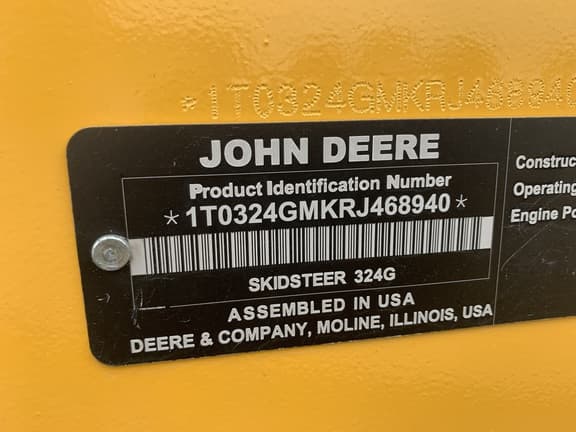 *1T0324GMKRJ468940
JOHN DEERE
Product Identification Number
*1T0324GMKRJ468940*
SKIDSTEER 324G
ASSEMBLED IN USA
DEERE & COMPANY, MOLINE, ILLINOIS, USA
Construc
Operating
Engine Po